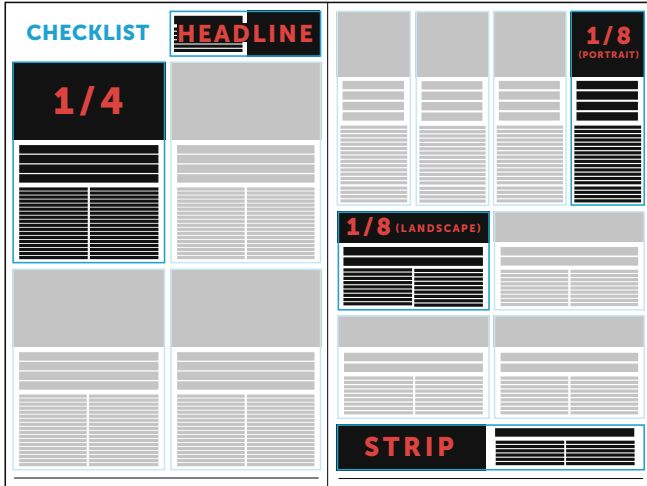 CHECKLIST
HEADLINE
1/4
1/8
(PORTRAIT)
1/8 (LANDSCAPE)
STRIP